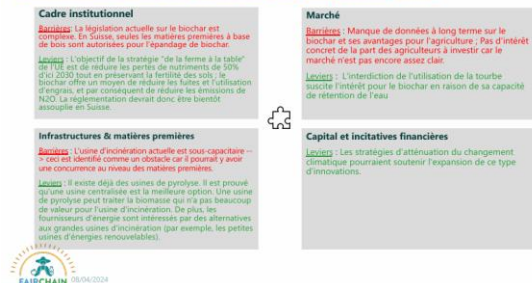 Cadre institutionnel
Barrières: La législation actuelle sur le biochar est
complexe. En Suisse, seules les matières premières à base
de bois sont autorisées pour l'épandage de biochar.
Leviers : L'objectif de la stratégie "de la ferme à la table"
de l'UE est de réduire les pertes de nutriments de 50%
d'ici 2030 tout en préservant la fertilité des sols ; le
biochar offre un moyen de réduire les fuites et l'utilisation
d'engrais, et par conséquent de réduire les émissions de
N2O. La réglementation devrait donc être bientôt
assouplie en Suisse.
Marché
Barrières : Manque de données à long terme sur le
biochar et ses avantages pour l'agriculture ; Pas d'intérêt
concret de la part des agriculteurs à investir car le
marché n'est pas encore assez clair.
Leviers : L'interdiction de l'utilisation de la tourbe
suscite l'intérêt pour le biochar en raison de sa capacité
de rétention de l'eau
Infrastructures & matières premières
Barrières : L'usine d'incinération actuelle est sous-capacitaire --
> ceci est identifié comme un obstacle car il pourrait y avoir
une concurrence au niveau des matières premières.
Leviers : Il existe déjà des usines de pyrolyse. Il est prouvé
qu'une usine centralisée est la meilleure option. Une usine
de pyrolyse peut traiter la biomasse qui n'a pas beaucoup
de valeur pour l'usine d'incinération. De plus, les
fournisseurs d'énergie sont intéressés par des alternatives
aux grandes usines d'incinération (par exemple, les petites
usines d'énergies renouvelables).
Capital et incitatives financières
Leviers : Les stratégies d'atténuation du changement
climatique pourraient soutenir l'expansion de ce type
d'innovations.
FAIRCHAIN
08/04/2024